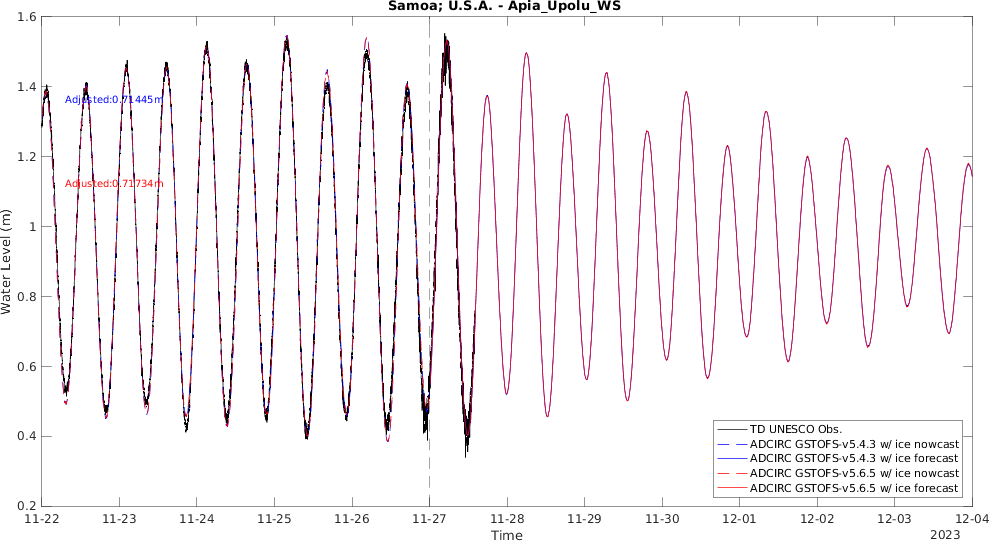 Samoa; U.S.A. - Apia_Upolu_WS
1.6
1.4
1.2
1
0.8
0.6
0.4
0.2
Water Level (m)
Adjusted:0.71445m
Adjusted:0.71734m
TD UNESCO Obs.
ADCIRC GSTOFS-v5.4.3 w/ ice nowcast
ADCIRC GSTOFS-v5.4.3 w/ ice forecast
ADCIRC GSTOFS-v5.6.5 w/ ice nowcast
ADCIRC GSTOFS-v5.6.5 w/ ice forecast
11-22 11-23 11-24 11-25 11-26 11-27 11-28 11-29 11-30 12-01 12-02 12-03 12-04
Time 2023